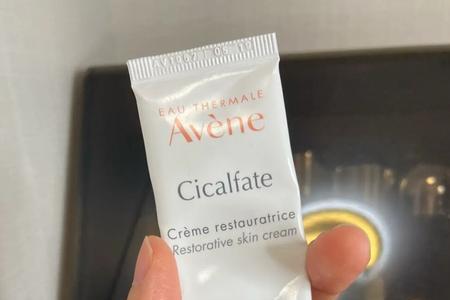 EAU THERMALE
Avène
Cicalfate
Crème restauratrice
Restorative skin cream